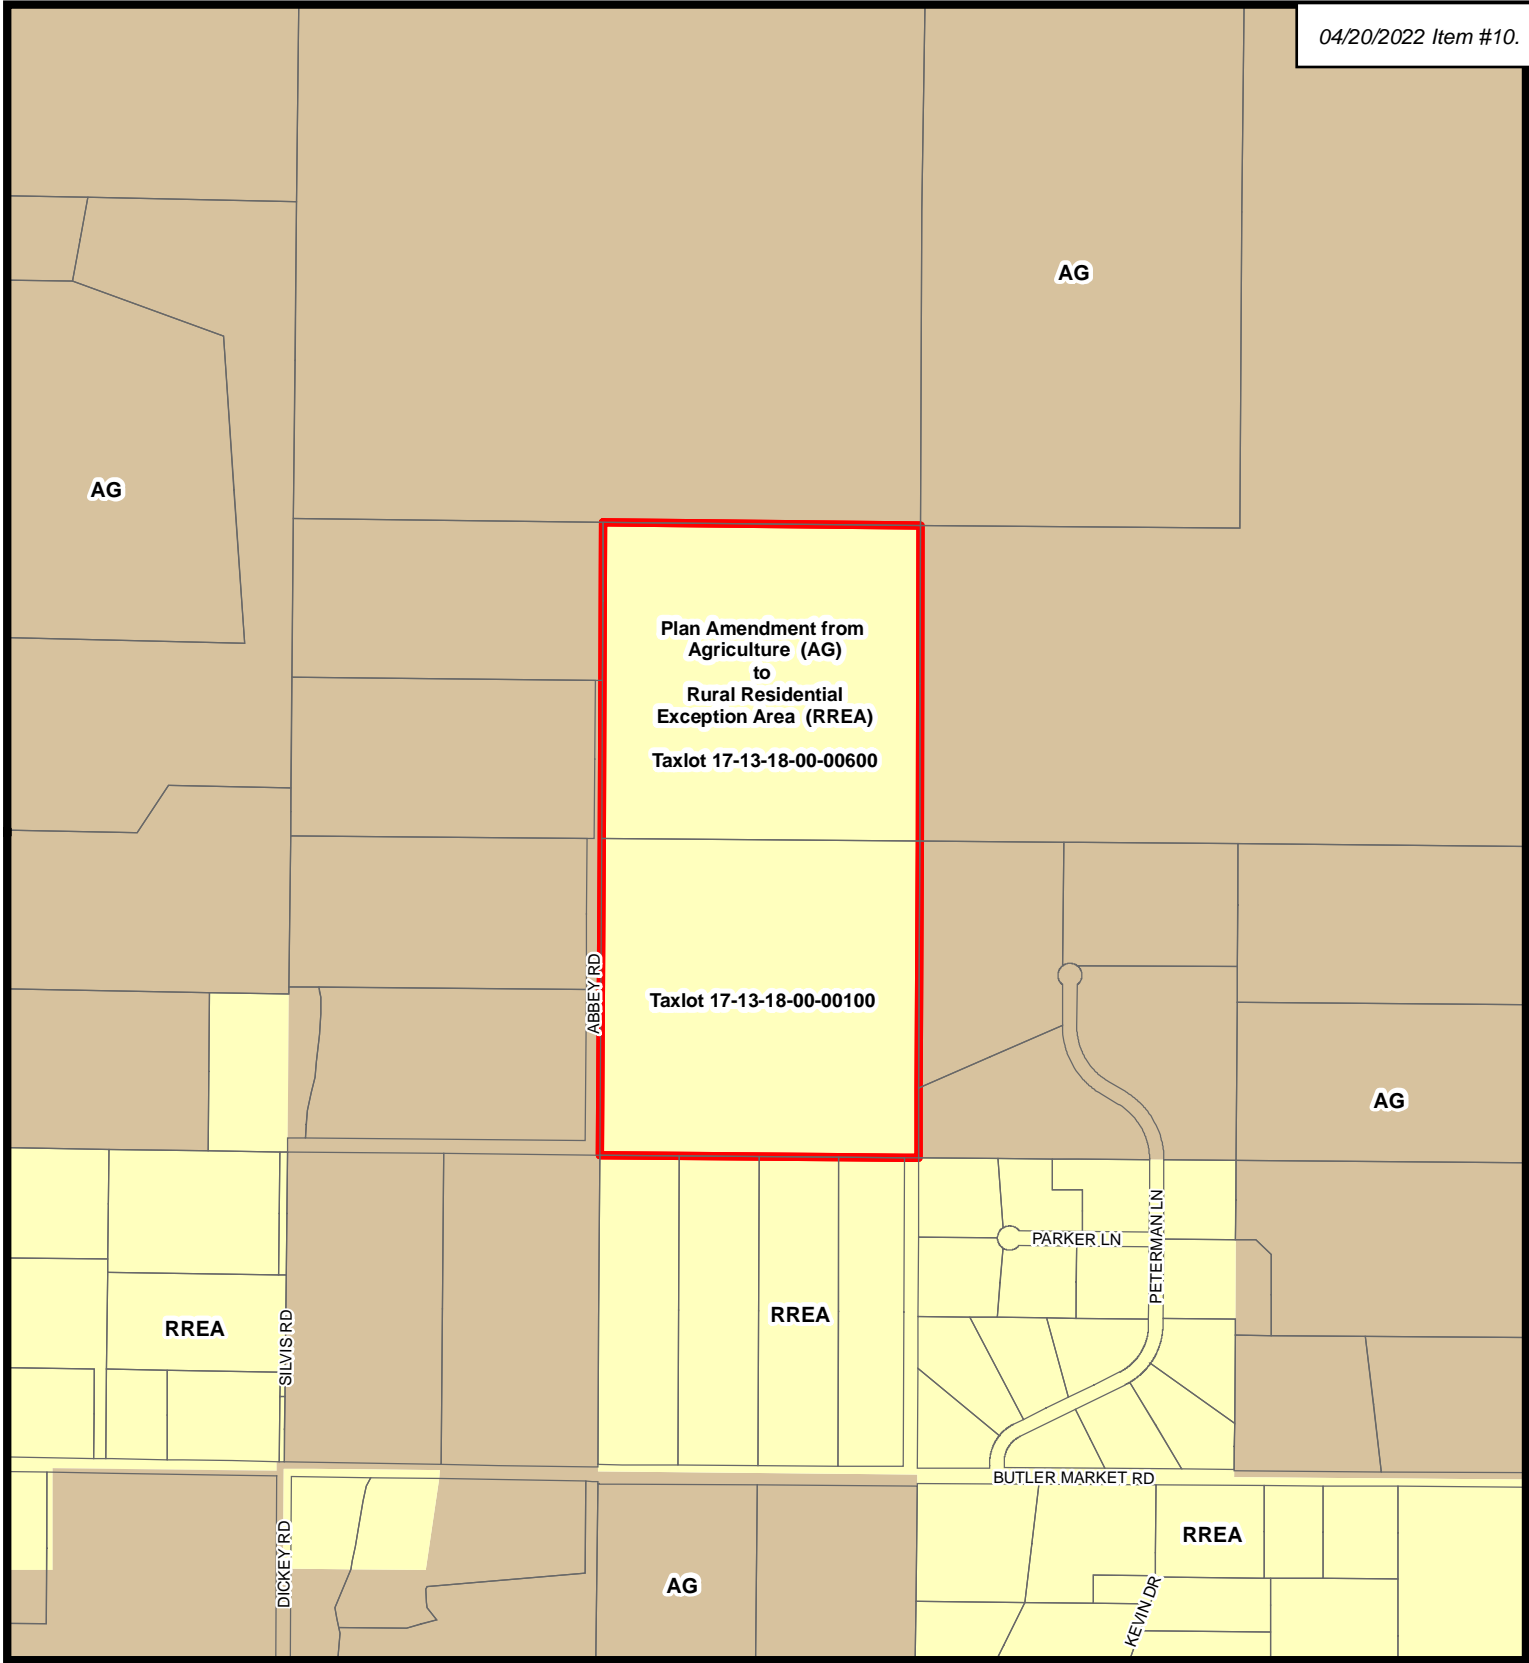 04/20/2022 Item #10.
AG
AG
Plan Amendment from
Agriculture (AG)
to
Rural Residential
Exception Area (RREA)
Taxlot 17-13-18-00-00600
ABBEY RD
Taxlot 17-13-18-00-00100
AG
PARKER LN
PETERMAN LN
RREA
RREA
SILVIS RD
BUTLER MARKET RD
DICKEY RD
RREA
AG
KEVIN DR